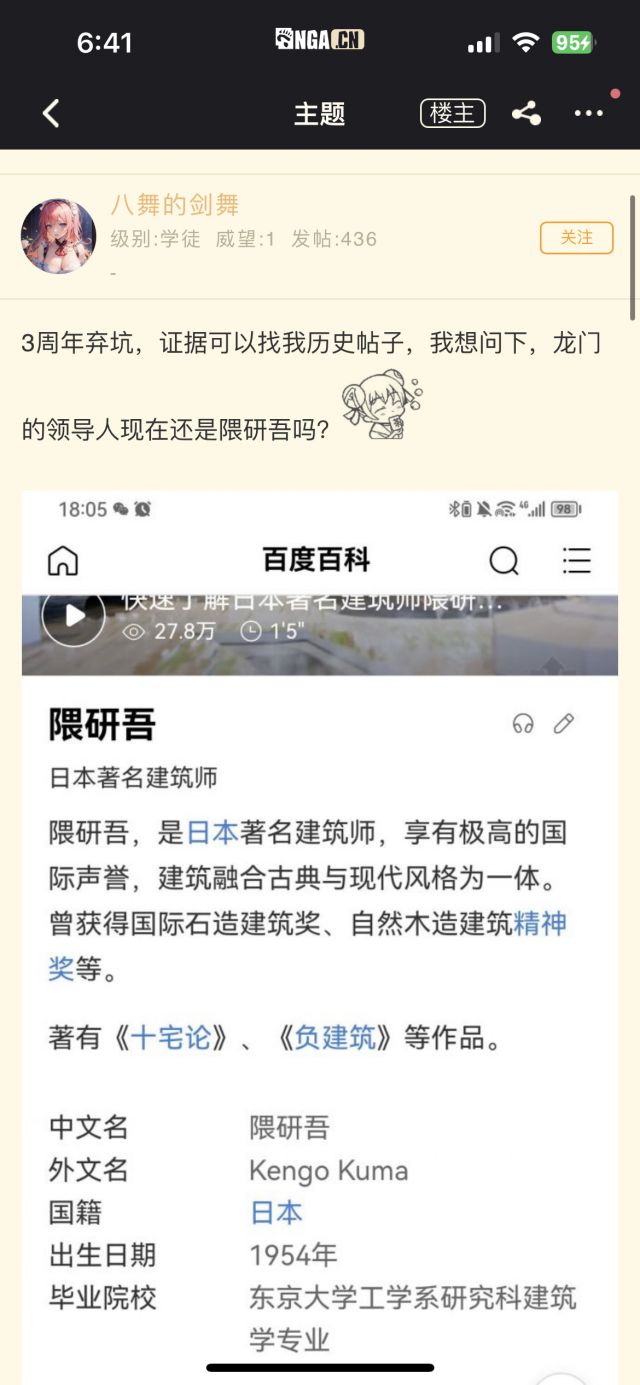 6:41
NGA.CN
95
主题
楼主
八舞的剑舞
级别:学徒 威望:1 发帖:436
关注
-
3周年弃坑，证据可以找我历史帖子，我想问下，龙门
的领导人现在还是隈研吾吗?
18:05
4G
98
百度百科
快速了解日本著名建筑师隈研...
27.8万 1'5"
隈研吾
日本著名建筑师
隈研吾，是日本著名建筑师，享有极高的国
际声誉，建筑融合古典与现代风格为一体。
曾获得国际石造建筑奖、自然木造建筑精神
奖等。
著有《十宅论》、《负建筑》等作品。
中文名 隈研吾
外文名 Kengo Kuma
国籍 日本
出生日期 1954年
毕业院校 东京大学工学系研究科建筑
学专业